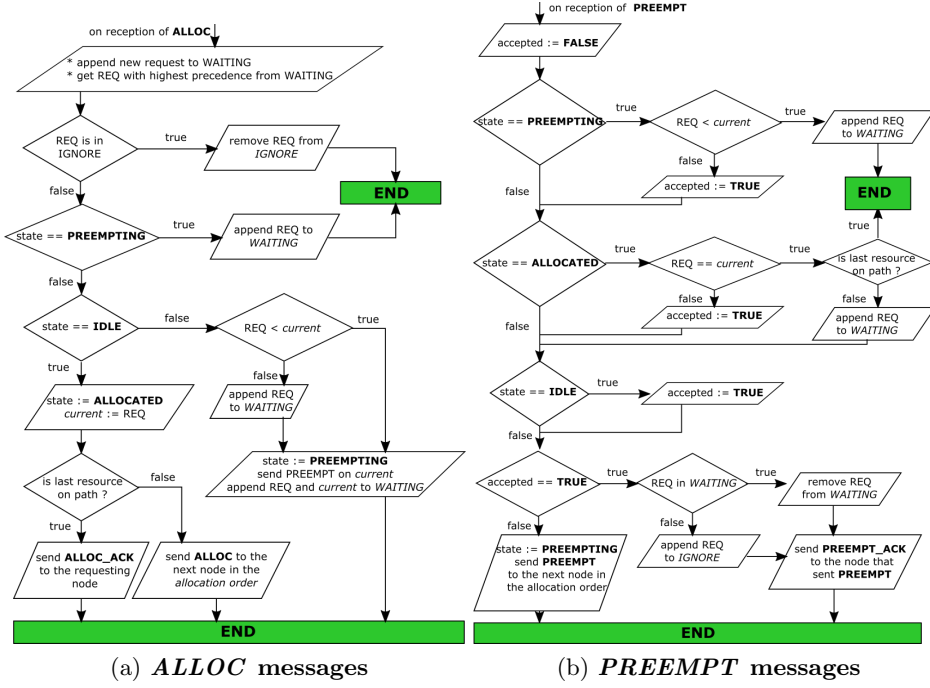 on reception of ALLOC
* append new request to WAITING
* get REQ with highest precedence from WAITING
REQ is in
IGNORE
true
remove REQ from
IGNORE
false
END
state == PREEMPTING
true
append REQ to
WAITING
false
state == IDLE
false
REQ < current
true
true
false
state := ALLOCATED
current := REQ
append REQ
to WAITING
is last resource
on path ?
false
true
state := PREEMPTING
send PREEMPT on current
append REQ and current to WAITING
send ALLOC_ACK
to the requesting
node
send ALLOC to the
next node in the
allocation order
END
(a) ALLOC messages
on reception of PREEMPT
accepted := FALSE
state == PREEMPTING
true
REQ < current
true
append REQ
to WAITING
false
false
accepted := TRUE
END
state == ALLOCATED
true
REQ == current
true
true
is last resource
on path ?
false
false
false
accepted := TRUE
append REQ
to WAITING
state == IDLE
true
accepted := TRUE
false
accepted == TRUE
true
REQ in WAITING
true
remove REQ
from WAITING
false
false
state := PREEMPTING
send PREEMPT
to the next node in
the allocation order
append REQ
to IGNORE
send PREEMPT_ACK
to the node that
sent PREEMPT
END
(b) PREEMPT messages